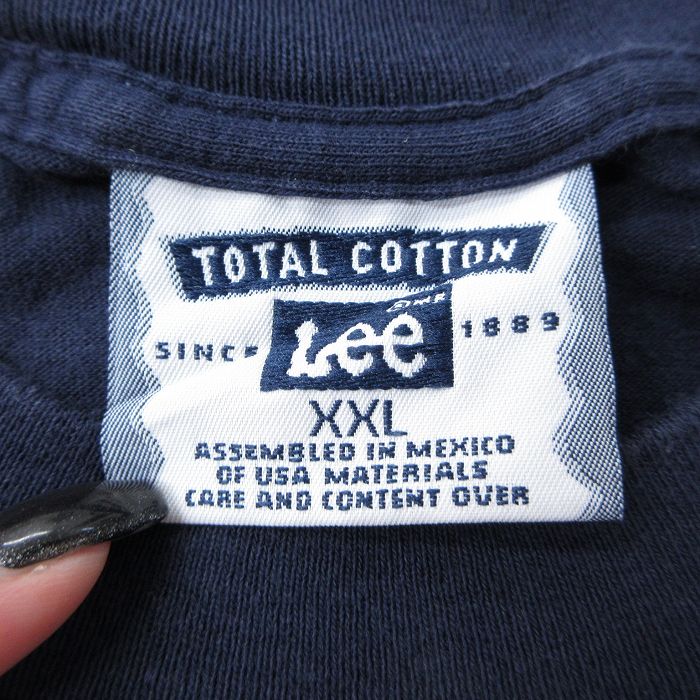 TOTAL COTTON
SINCE Lee 1889
XXL
ASSEMBLED IN MEXICO
OF USA MATERIALS
CARE AND CONTENT OVER